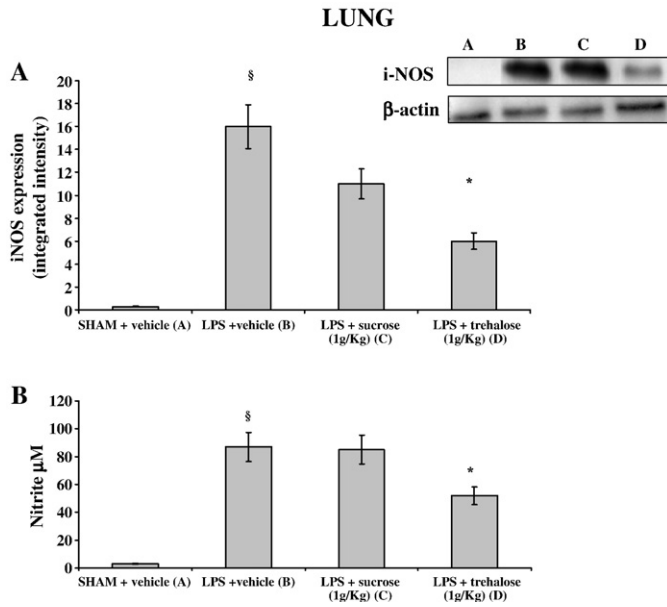 LUNG
A B C D
i-NOS
β-actin
A
iNOS expression
(integrated intensity)
20
18
16
14
12
10
8
6
4
2
0
§
*
SHAM + vehicle (A)
LPS +vehicle (B)
LPS + sucrose
(1g/Kg) (C)
LPS + trehalose
(1g/Kg) (D)
B
Nitrite µM
120
100
80
60
40
20
0
§
*
SHAM + vehicle (A)
LPS +vehicle (B)
LPS + sucrose
(1g/Kg) (C)
LPS + trehalose
(1g/Kg) (D)